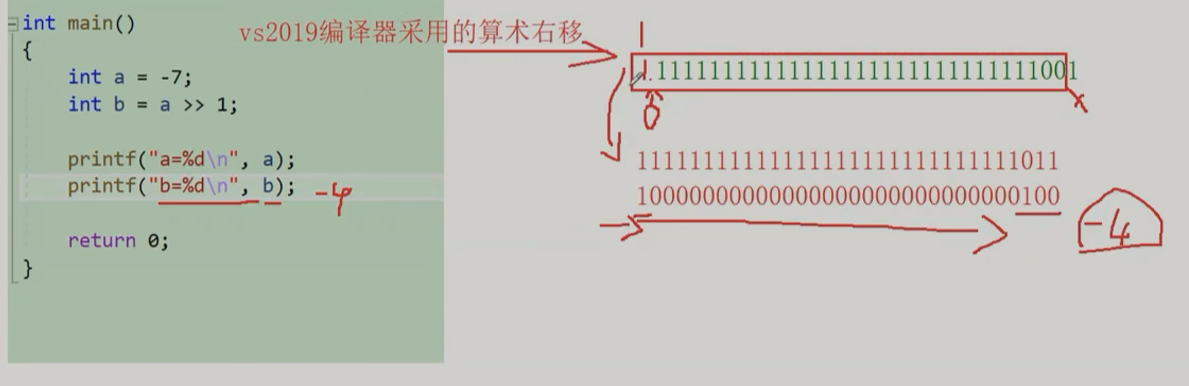 int main()
vs2019编译器采用的算术右移
1
{
int a = -7;
1
11111111111111111111111111111001
int b = a >> 1;
0
x
printf("a=%d\n", a);
11111111111111111111111111111011
printf("b=%d\n", b);
-4
10000000000000000000000000000100
-4
return 0;
}